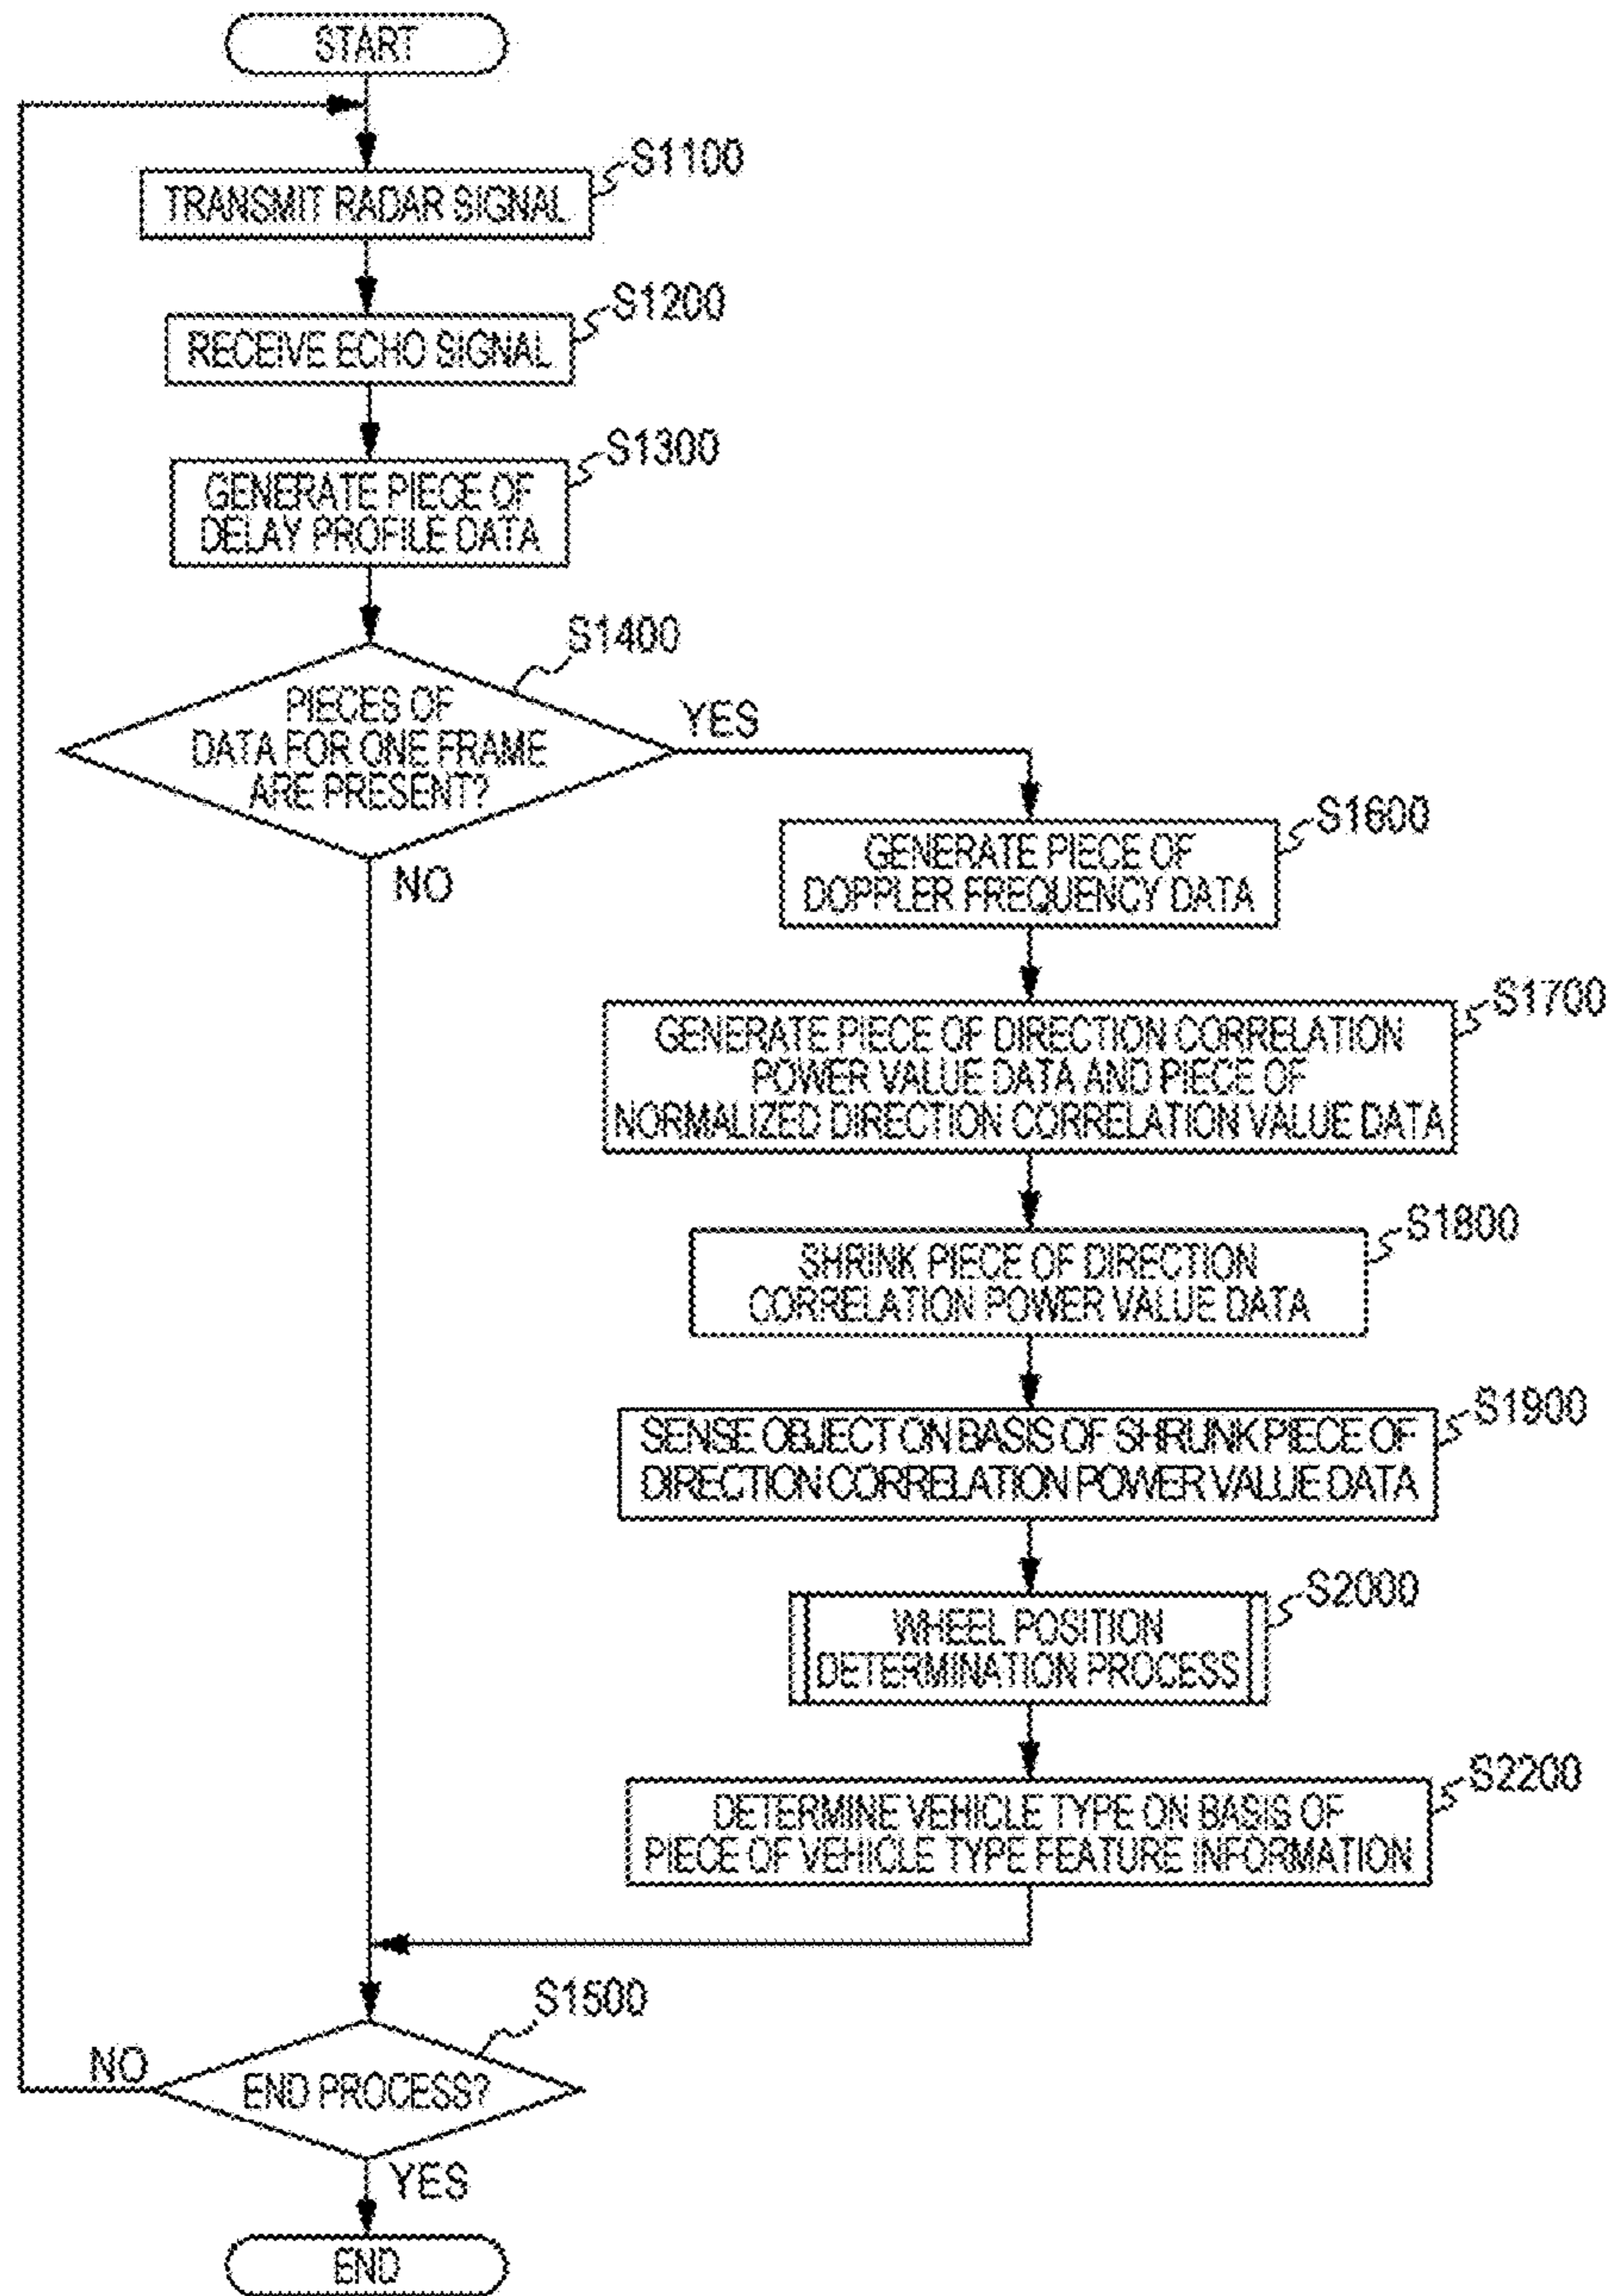 START
S1100
TRANSMIT RADAR SIGNAL
S1200
RECEIVE ECHO SIGNAL
S1300
GENERATE PIECE OF
DELAY PROFILE DATA
S1400
PIECES OF
DATA FOR ONE FRAME
ARE PRESENT?
YES
NO
S1600
GENERATE PIECE OF
DOPPLER FREQUENCY DATA
S1700
GENERATE PIECE OF DIRECTION CORRELATION
POWER VALUE DATA AND PIECE OF
NORMALIZED DIRECTION CORRELATION VALUE DATA
S1800
SHRINK PIECE OF DIRECTION
CORRELATION POWER VALUE DATA
S1900
SENSE OBJECT ON BASIS OF SHRUNK PIECE OF
DIRECTION CORRELATION POWER VALUE DATA
S2000
WHEEL POSITION
DETERMINATION PROCESS
S2200
DETERMINE VEHICLE TYPE ON BASIS OF
PIECE OF VEHICLE TYPE FEATURE INFORMATION
S1500
NO
END PROCESS?
YES
END